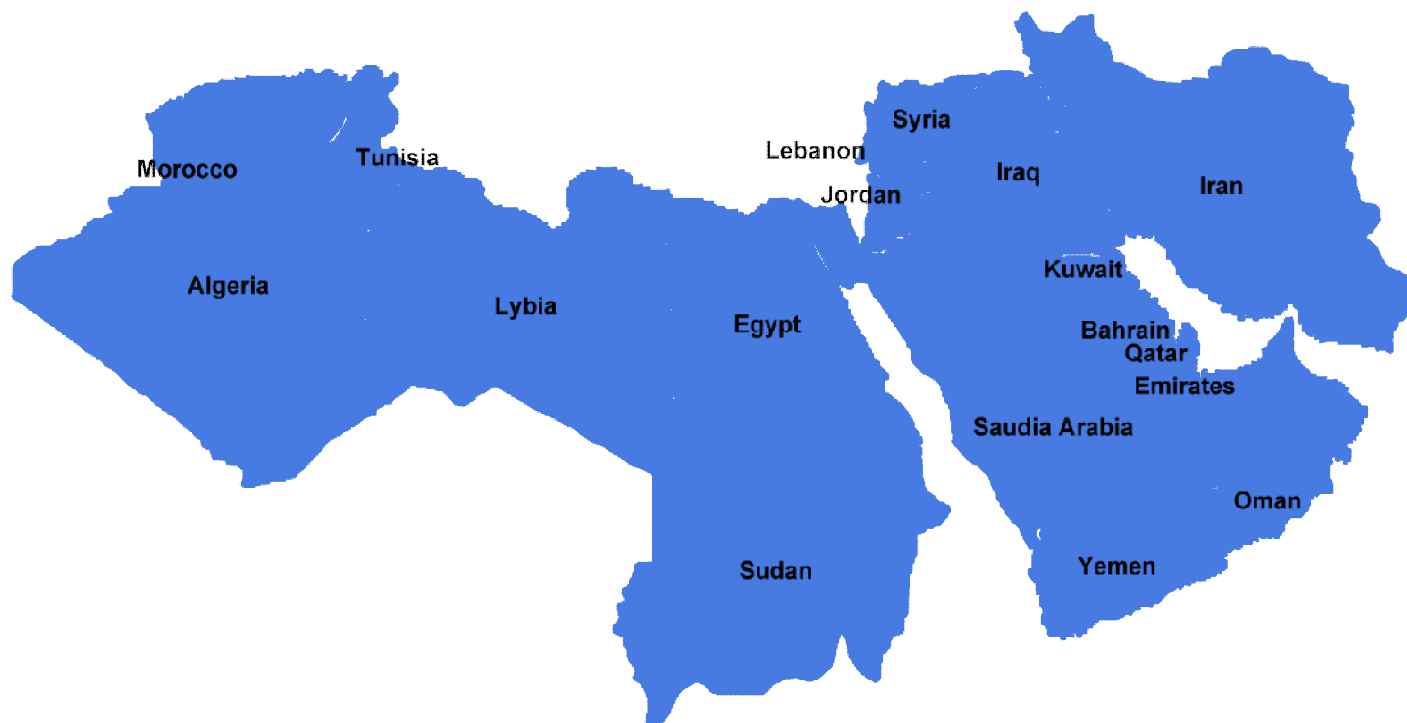 Syria
Lebanon
Tunisia
Morocco
Iraq
Iran
Jordan
Kuwait
Algeria
Lybia
Egypt
Bahrain
Qatar
Emirates
Saudia Arabia
Oman
Yemen
Sudan